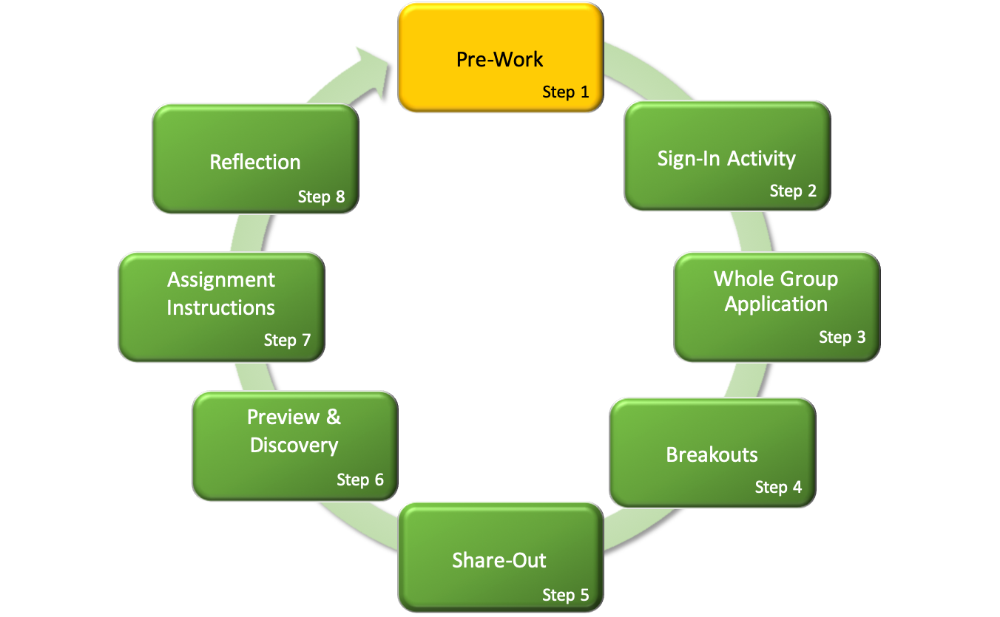 Pre-Work
Step 1
Sign-In Activity
Step 2
Whole Group
Application
Step 3
Breakouts
Step 4
Share-Out
Step 5
Preview &
Discovery
Step 6
Assignment
Instructions
Step 7
Reflection
Step 8